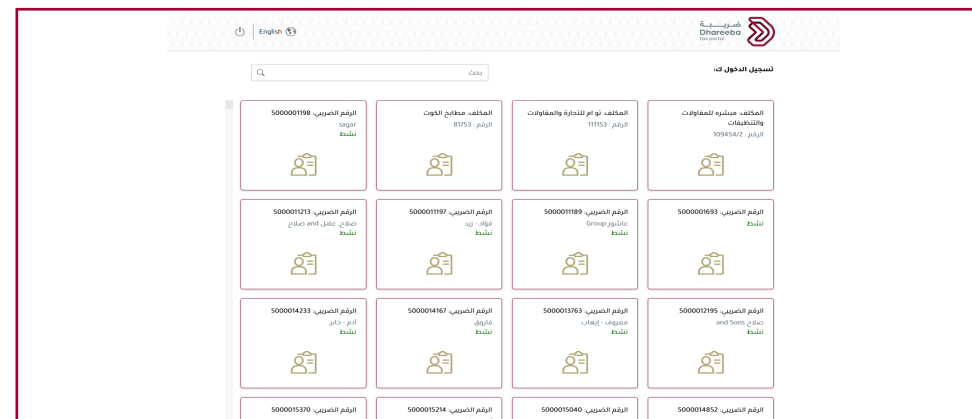 ضريبــــة
Dhareeba
tax portal
English
تسجيل الدخول ك:
بحث
المكلف: مبشره للمقاولات
والتنظيفات
الرقم : 109454/2
المكلف: نو ام للتجارة والمقاولات
الرقم : 111153
المكلف: مطابخ الكوت
الرقم : 81753
الرقم الضريبي: 5000001198
sagar
نشط
الرقم الضريبي: 5000001693
نشط
الرقم الضريبي: 5000011189
عاشور Group
نشط
الرقم الضريبي: 5000011197
فؤاد - زيد
نشط
الرقم الضريبي: 5000011213
صلاح, عقل and صلاح
نشط
الرقم الضريبي: 5000012195
صلاح and Sons
نشط
الرقم الضريبي: 5000013763
معروف - إيهاب
نشط
الرقم الضريبي: 5000014167
فاروق
نشط
الرقم الضريبي: 5000014233
آدم - جابر
نشط
الرقم الضريبي: 5000014852
الرقم الضريبي: 5000015040
الرقم الضريبي: 5000015214
الرقم الضريبي: 5000015370